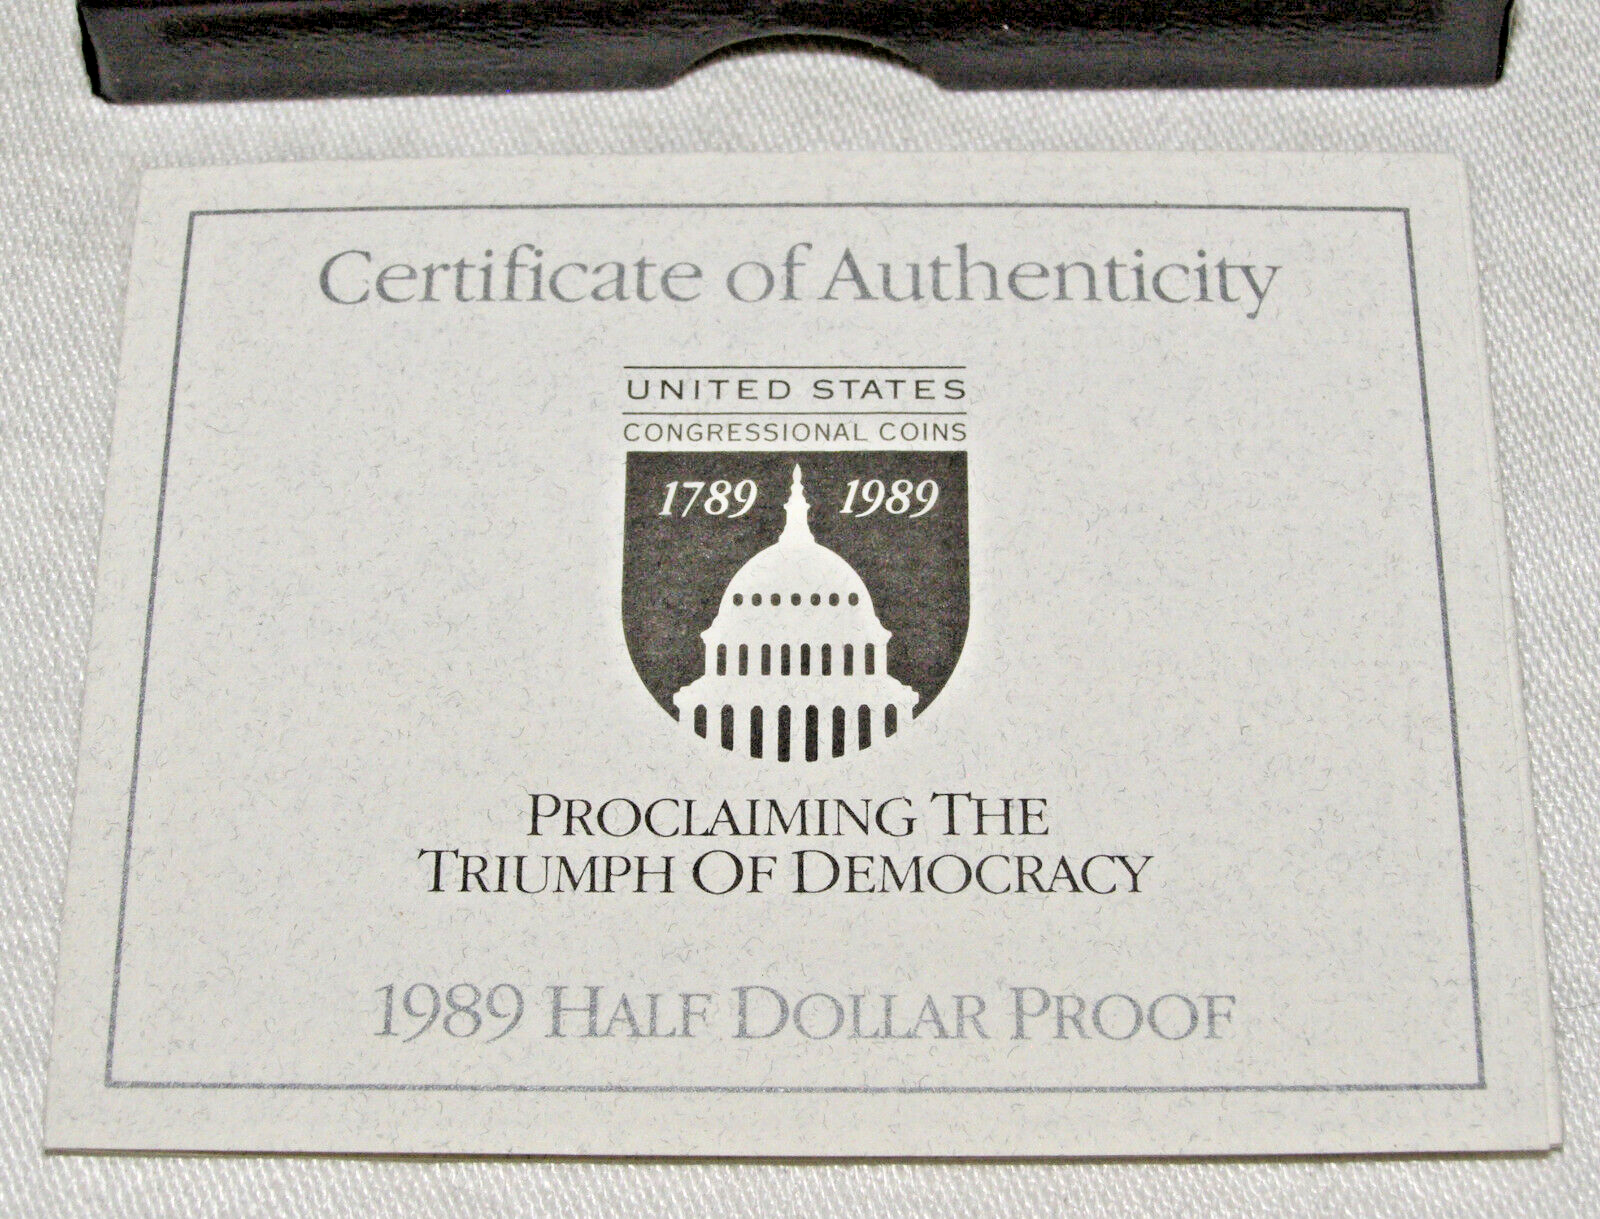 Certificate of Authenticity
UNITED STATES
CONGRESSIONAL COINS
1789 1989
PROCLAIMING THE
TRIUMPH OF DEMOCRACY
1989 HALF DOLLAR PROOF